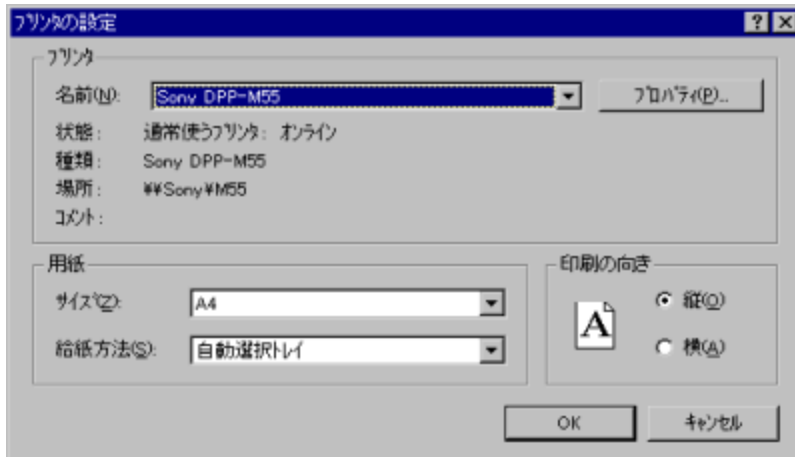 プリンタの設定
プリンタ
名前(N): Sony DPP-M55 プロパティ(P)...
状態: 通常使うプリンタ: オンライン
種類: Sony DPP-M55
場所: ¥¥Sony¥M55
コメント:
用紙
サイズ(Z): A4
給紙方法(S): 自動選択トレイ
印刷の向き
A
縦(O)
横(A)
OK キャンセル